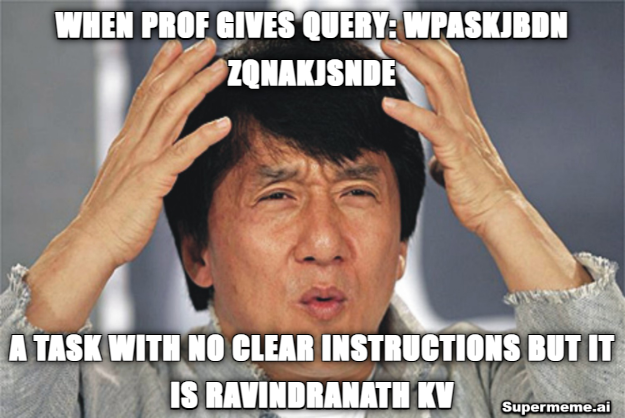 WHEN PROF GIVES QUERY: WPASKJBDN
ZQNAKJSNDE
A TASK WITH NO CLEAR INSTRUCTIONS BUT IT
IS RAVINDRANATH KV
Supermeme.ai